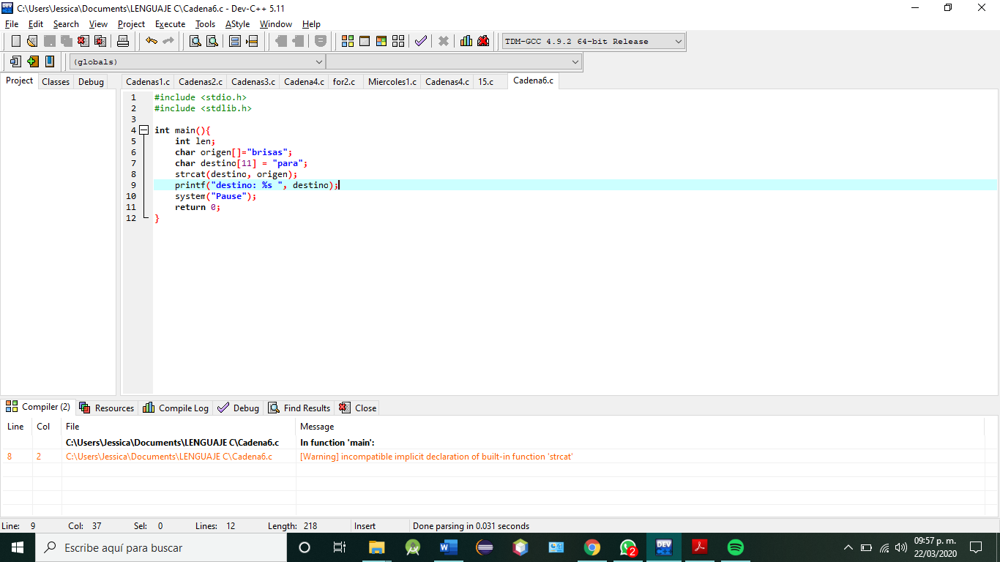 C:\Users\Jessica\Documents\LENGUAJE C\Cadena6.c - Dev-C++ 5.11
File Edit Search View Project Execute Tools AStyle Window Help
TDM-GCC 4.9.2 64-bit Release
(globals)
Project Classes Debug
Cadenas1.c Cadenas2.c Cadenas3.c Cadena4.c for2.c Miercoles1.c Cadenas4.c 15.c Cadena6.c
1 #include <stdio.h>
2 #include <stdlib.h>
3
4 int main(){
5 int len;
6 char origen[]="brisas";
7 char destino[11] = "para";
8 strcat(destino, origen);
9 printf("destino: %s ", destino);
10 system("Pause");
11 return 0;
12 }
Compiler (2) Resources Compile Log Debug Find Results Close
Line Col File Message
C:\Users\Jessica\Documents\LENGUAJE C\Cadena6.c In function 'main':
8 2 C:\Users\Jessica\Documents\LENGUAJE C\Cadena6.c [Warning] incompatible implicit declaration of built-in function 'strcat'
Line: 9 Col: 37 Sel: 0 Lines: 12 Length: 218 Insert Done parsing in 0.031 seconds
Escribe aquí para buscar
2
DEV
09:57 p. m.
22/03/2020